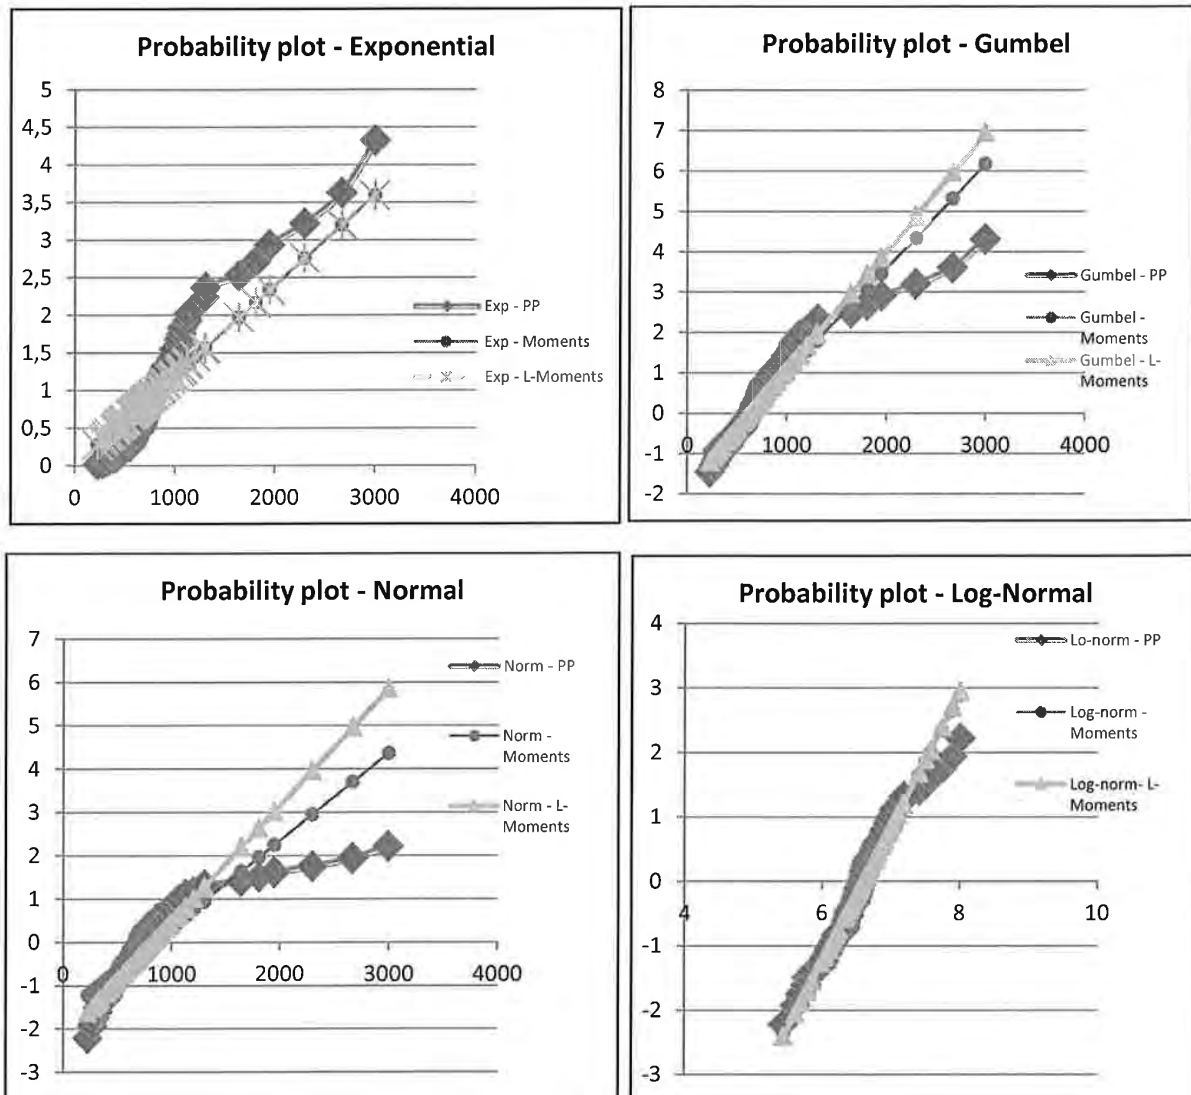 Probability plot - Exponential
5
4,5
4
3,5
3
2,5
2
1,5
1
0,5
0
0
1000
2000
3000
4000
Exp - PP
Exp - Moments
Exp - L-Moments
Probability plot - Gumbel
8
7
6
5
4
3
2
1
0
-1
-2
0
1000
2000
3000
4000
Gumbel - PP
Gumbel -
Moments
Gumbel - L-
Moments
Probability plot - Normal
7
6
5
4
3
2
1
0
-1
-2
-3
0
1000
2000
3000
4000
Norm - PP
Norm -
Moments
Norm - L-
Moments
Probability plot - Log-Normal
4
3
2
1
0
-1
-2
-3
4
6
8
10
Lo-norm - PP
Log-norm -
Moments
Log-norm- L-
Moments